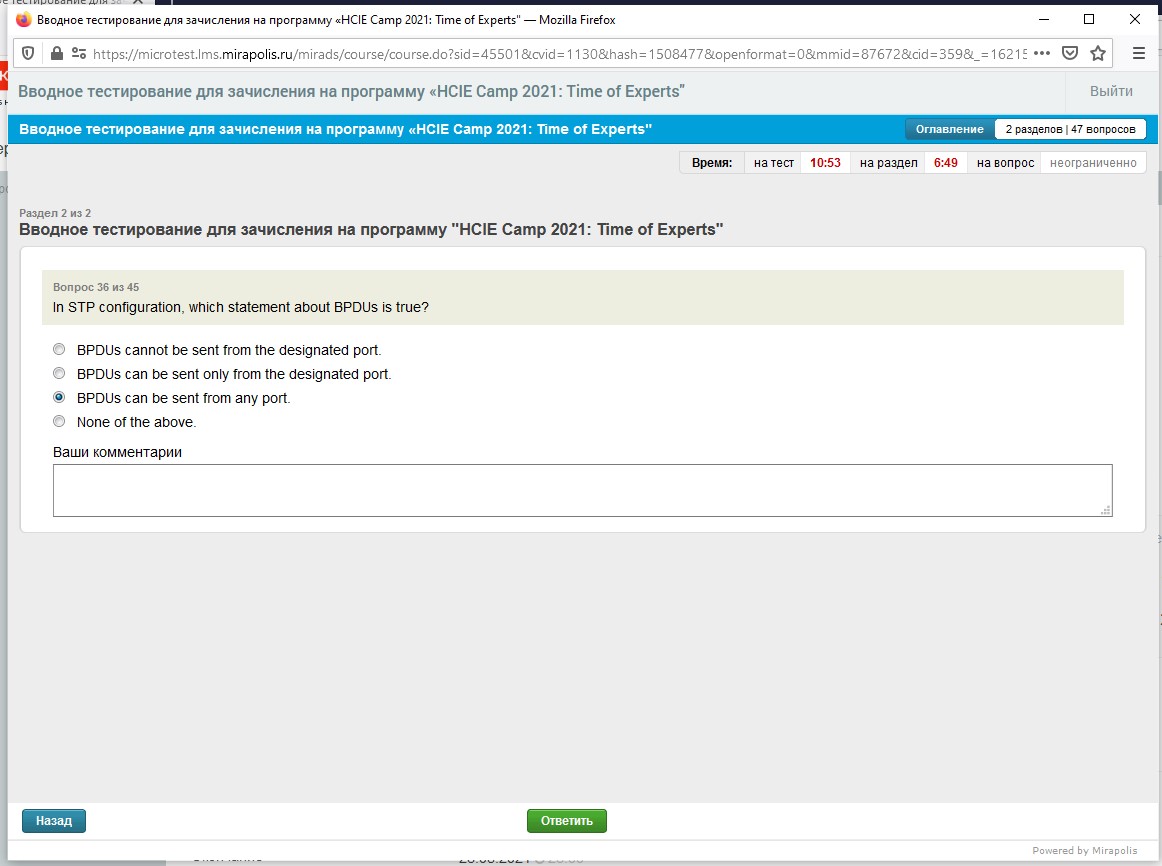 Вводное тестирование для зачисления на программу «HCIE Camp 2021: Time of Experts" — Mozilla Firefox
https://microtest.lms.mirapolis.ru/mirads/course/course.do?sid=45501&cvid=1130&hash=1508477&openformat=0&mmid=87672&cid=359&_=16215
Вводное тестирование для зачисления на программу «HCIE Camp 2021: Time of Experts" Выйти
Вводное тестирование для зачисления на программу «HCIE Camp 2021: Time of Experts" Оглавление 2 разделов | 47 вопросов
Время: на тест 10:53 на раздел 6:49 на вопрос неограниченно
Раздел 2 из 2
Вводное тестирование для зачисления на программу "HCIE Camp 2021: Time of Experts"
Вопрос 36 из 45
In STP configuration, which statement about BPDUs is true?
BPDUs cannot be sent from the designated port.
BPDUs can be sent only from the designated port.
BPDUs can be sent from any port.
None of the above.
Ваши комментарии
Назад Ответить
Powered by Mirapolis